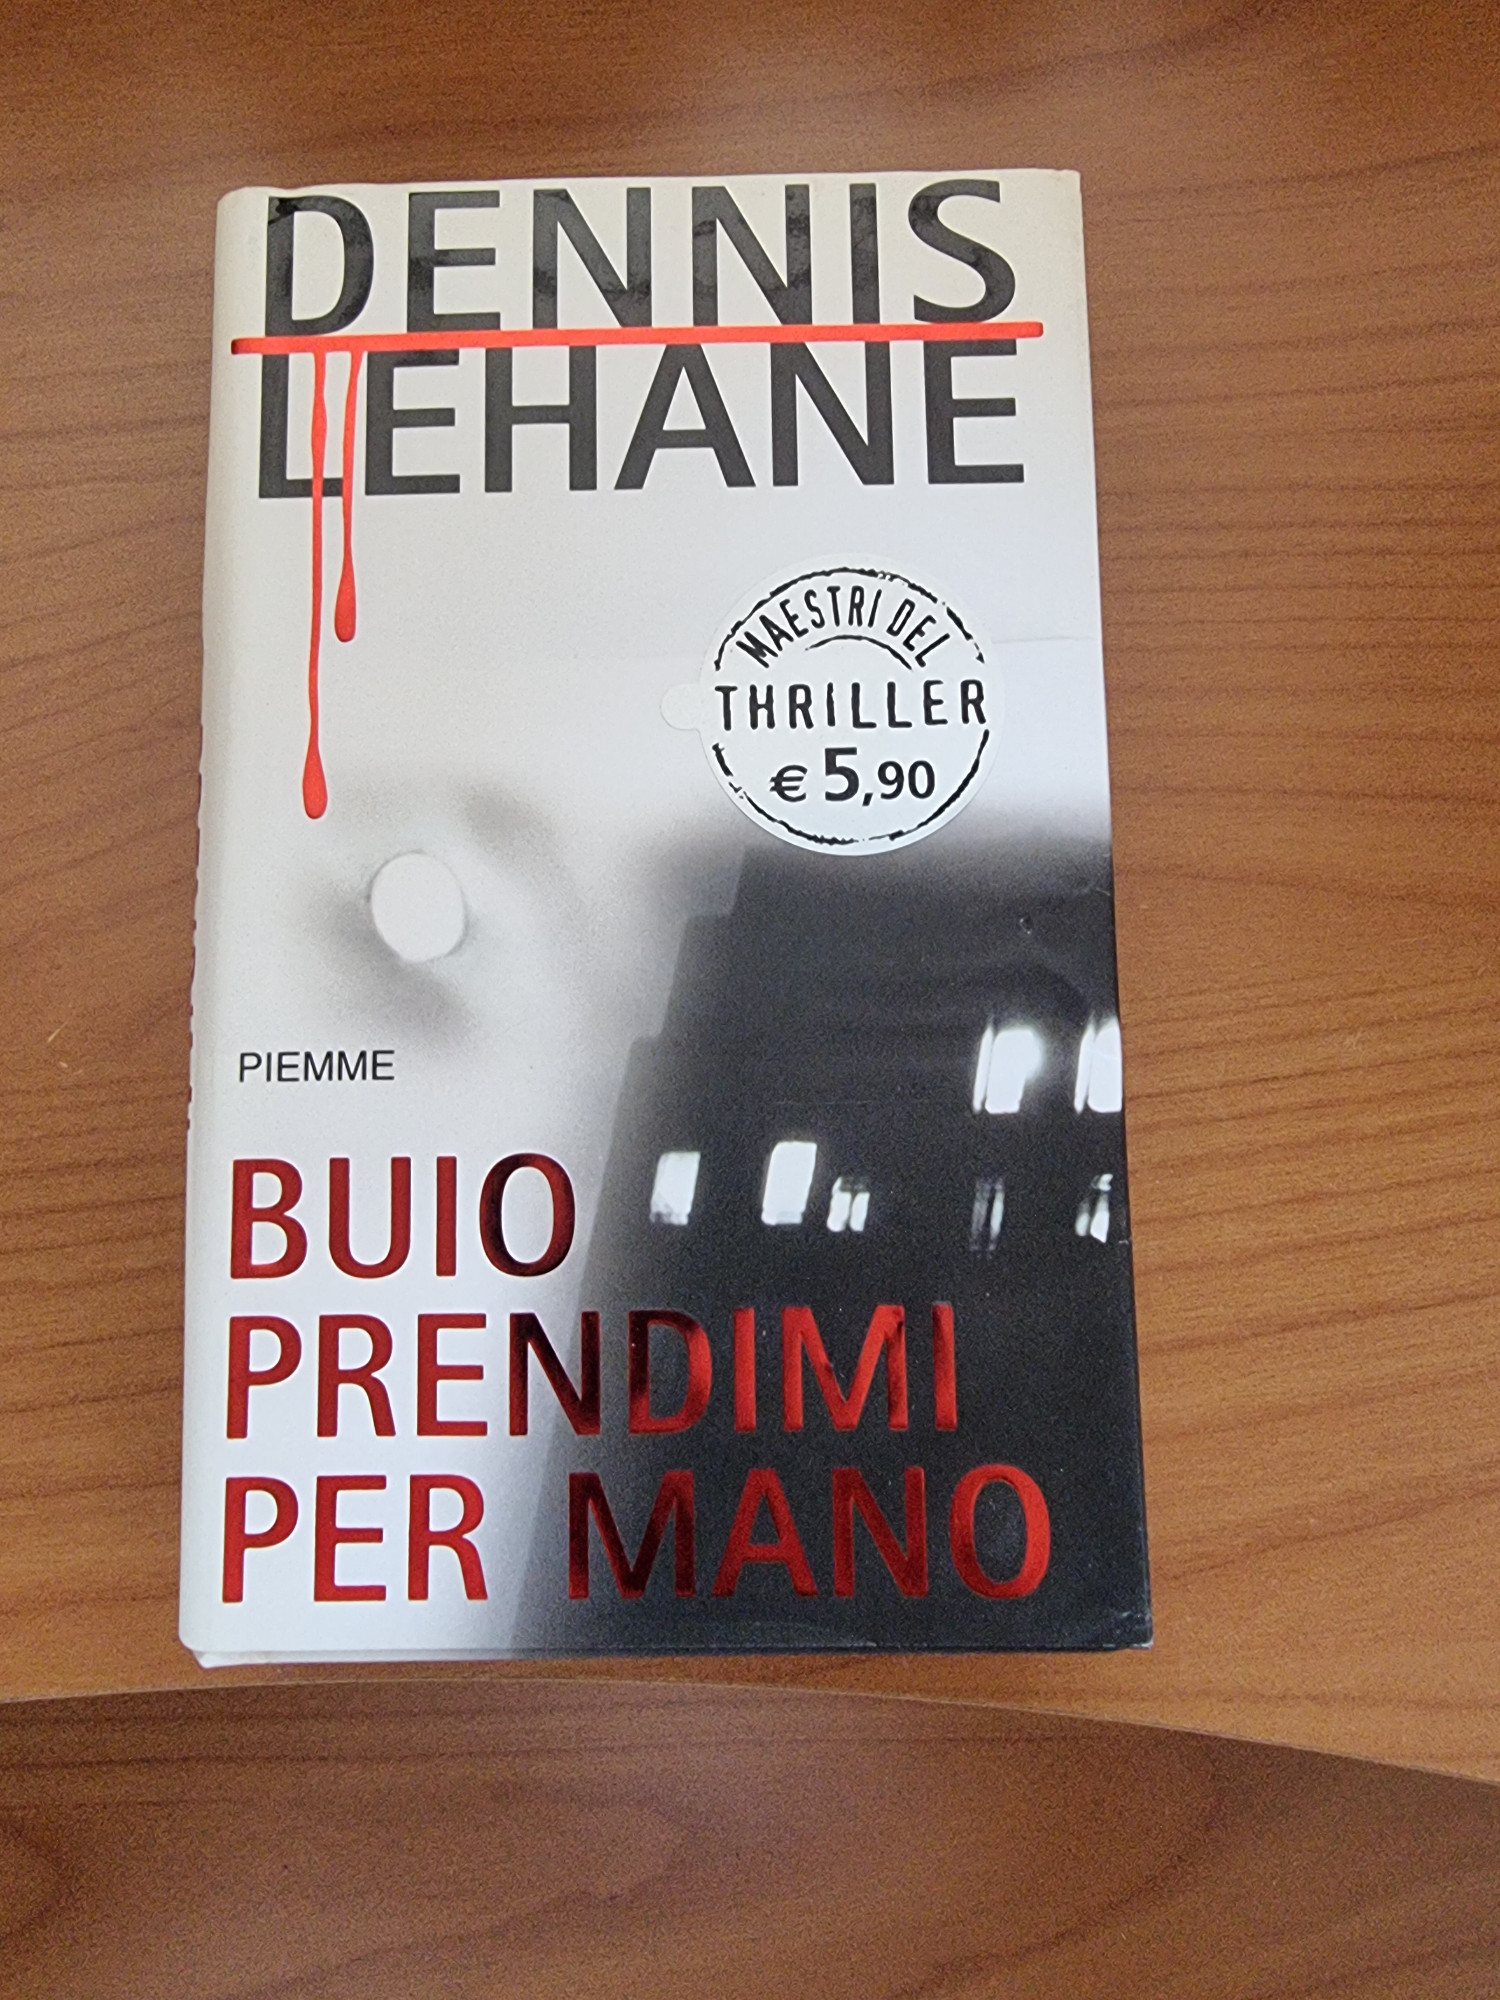 DENNIS
LEHANE
MAESTRI DEL
THRILLER
€ 5,90
PIEMME
BUIO
PRENDIMI
PER MANO